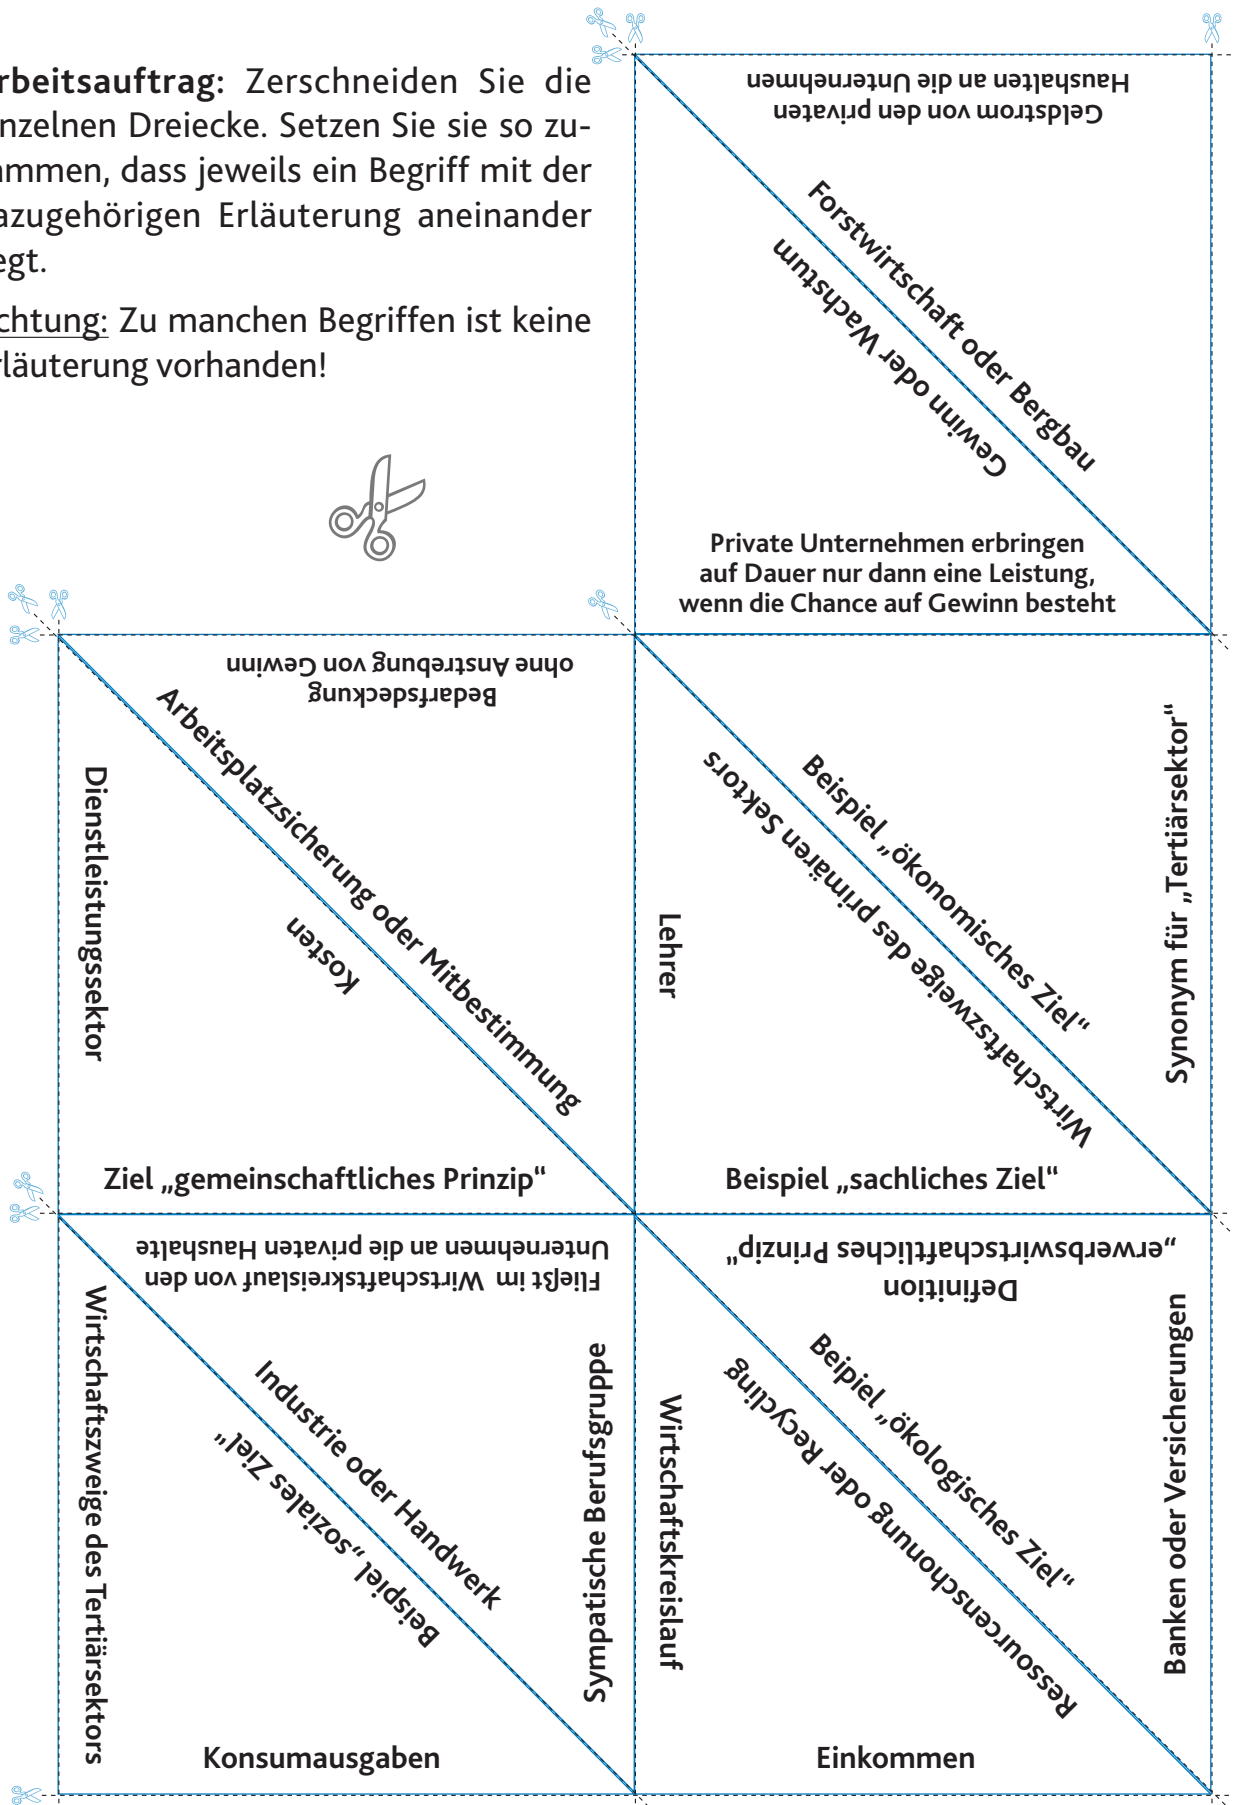 rbeitsauftrag: Zerschneiden Sie die
nzelnen Dreiecke. Setzen Sie sie so zu-
ammen, dass jeweils ein Begriff mit der
azugehörigen Erläuterung aneinander
egt.
chtung: Zu manchen Begriffen ist keine
rläuterung vorhanden!
Geldstrom von den privaten
Haushalten an die Unternehmen
Forstwirtschaft oder Bergbau
Gewinn oder Wachstum
Private Unternehmen erbringen
auf Dauer nur dann eine Leistung,
wenn die Chance auf Gewinn besteht
Bedarfsdeckung
ohne Anstrebung von Gewinn
Arbeitsplatzsicherung oder Mitbestimmung
Dienstleistungssektor
Kosten
Ziel „gemeinschaftliches Prinzip“
Beispiel „ökonomisches Ziel“
Synonym für „Tertiärsektor“
Wirtschaftszweige des primären Sektors
Lehrer
Beispiel „sachliches Ziel“
Fließt im Wirtschaftskreislauf von den
Unternehmen an die privaten Haushalte
Industrie oder Handwerk
Sympatische Berufsgruppe
Wirtschaftszweige des Tertiärsektors
Beispiel „soziales Ziel“
Konsumausgaben
Definition
„erwerbswirtschaftliches Prinzip“
Beipiel „ökologisches Ziel“
Banken oder Versicherungen
Wirtschaftskreislauf
Ressourcenschonung oder Recycling
Einkommen